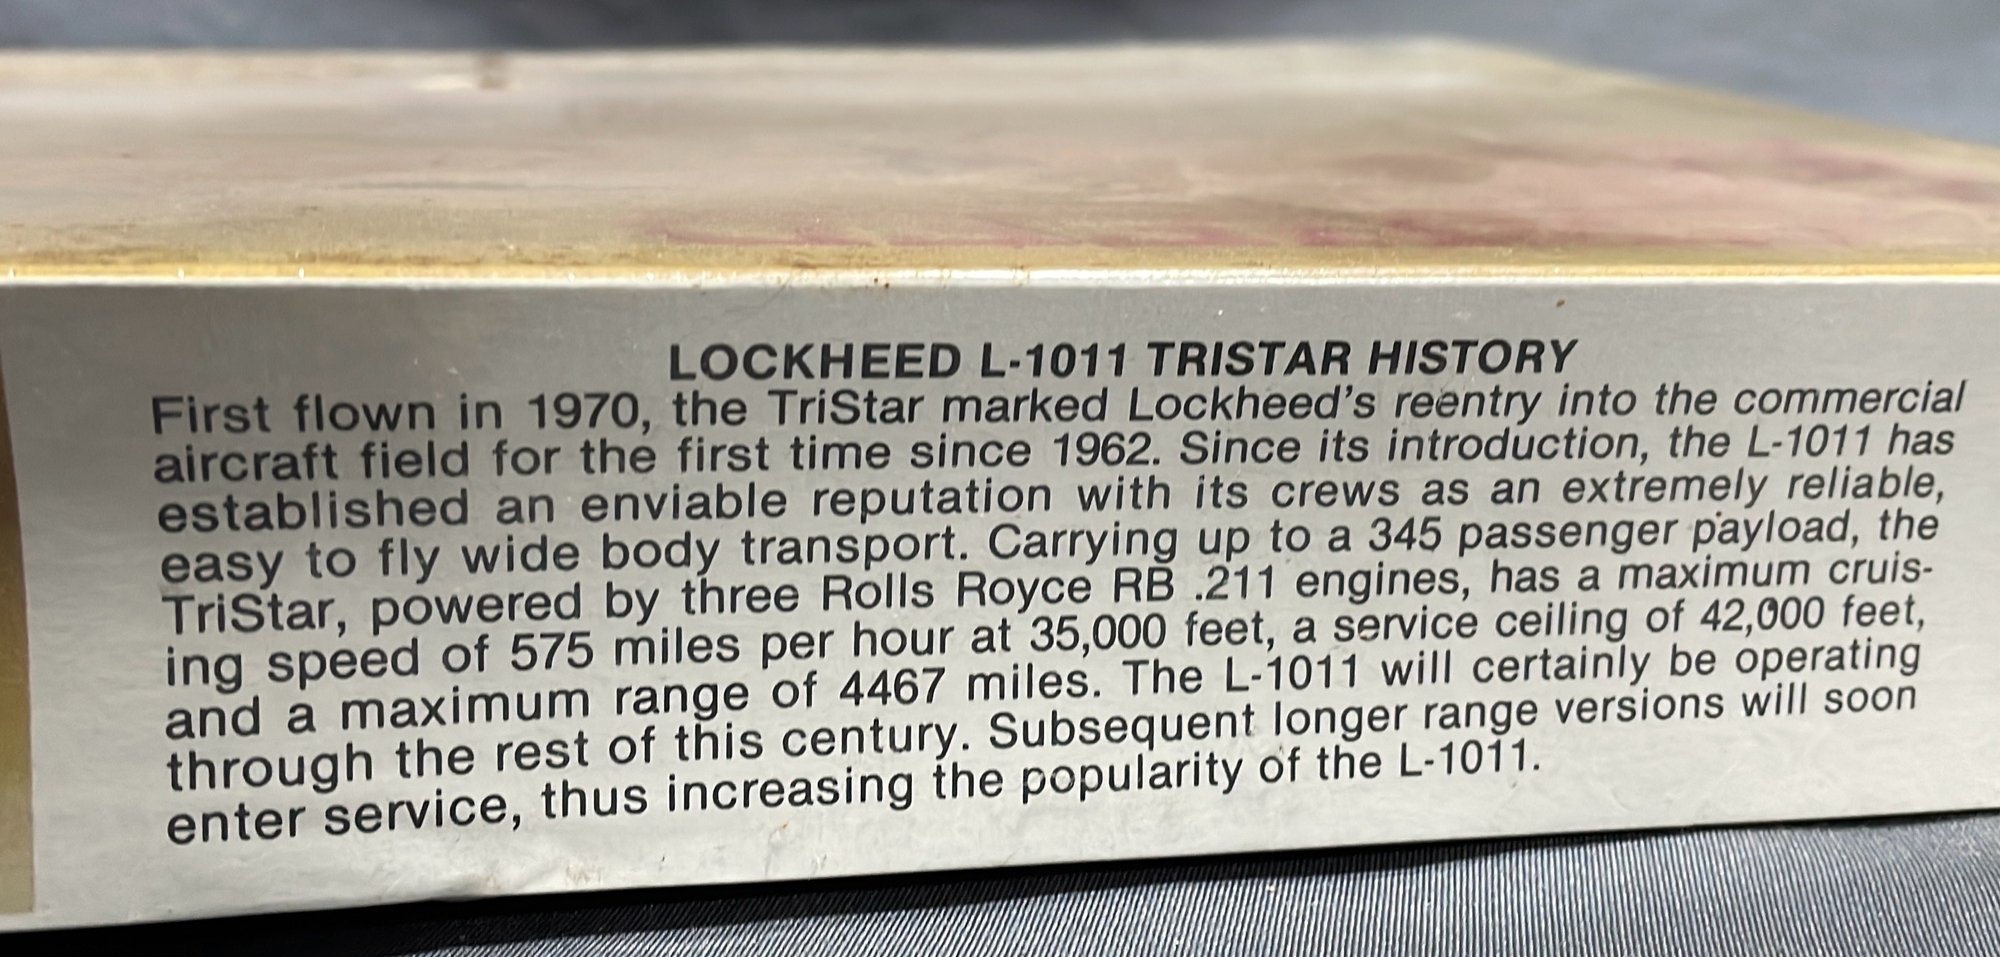 LOCKHEED L-1011 TRISTAR HISTORY
First flown in 1970, the TriStar marked Lockheed's reentry into the commercial
aircraft field for the first time since 1962. Since its introduction, the L-1011 has
established an enviable reputation with its crews as an extremely reliable,
easy to fly wide body transport. Carrying up to a 345 passenger payload, the
TriStar, powered by three Rolls Royce RB .211 engines, has a maximum cruis-
ing speed of 575 miles per hour at 35,000 feet, a service ceiling of 42,000 feet,
and a maximum range of 4467 miles. The L-1011 will certainly be operating
through the rest of this century. Subsequent longer range versions will soon
enter service, thus increasing the popularity of the L-1011.